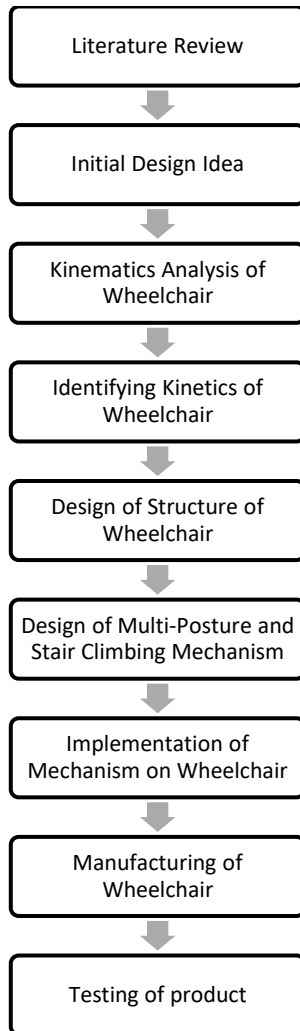 Literature Review
Initial Design Idea
Kinematics Analysis of
Wheelchair
Identifying Kinetics of
Wheelchair
Design of Structure of
Wheelchair
Design of Multi-Posture and
Stair Climbing Mechanism
Implementation of
Mechanism on Wheelchair
Manufacturing of
Wheelchair
Testing of product